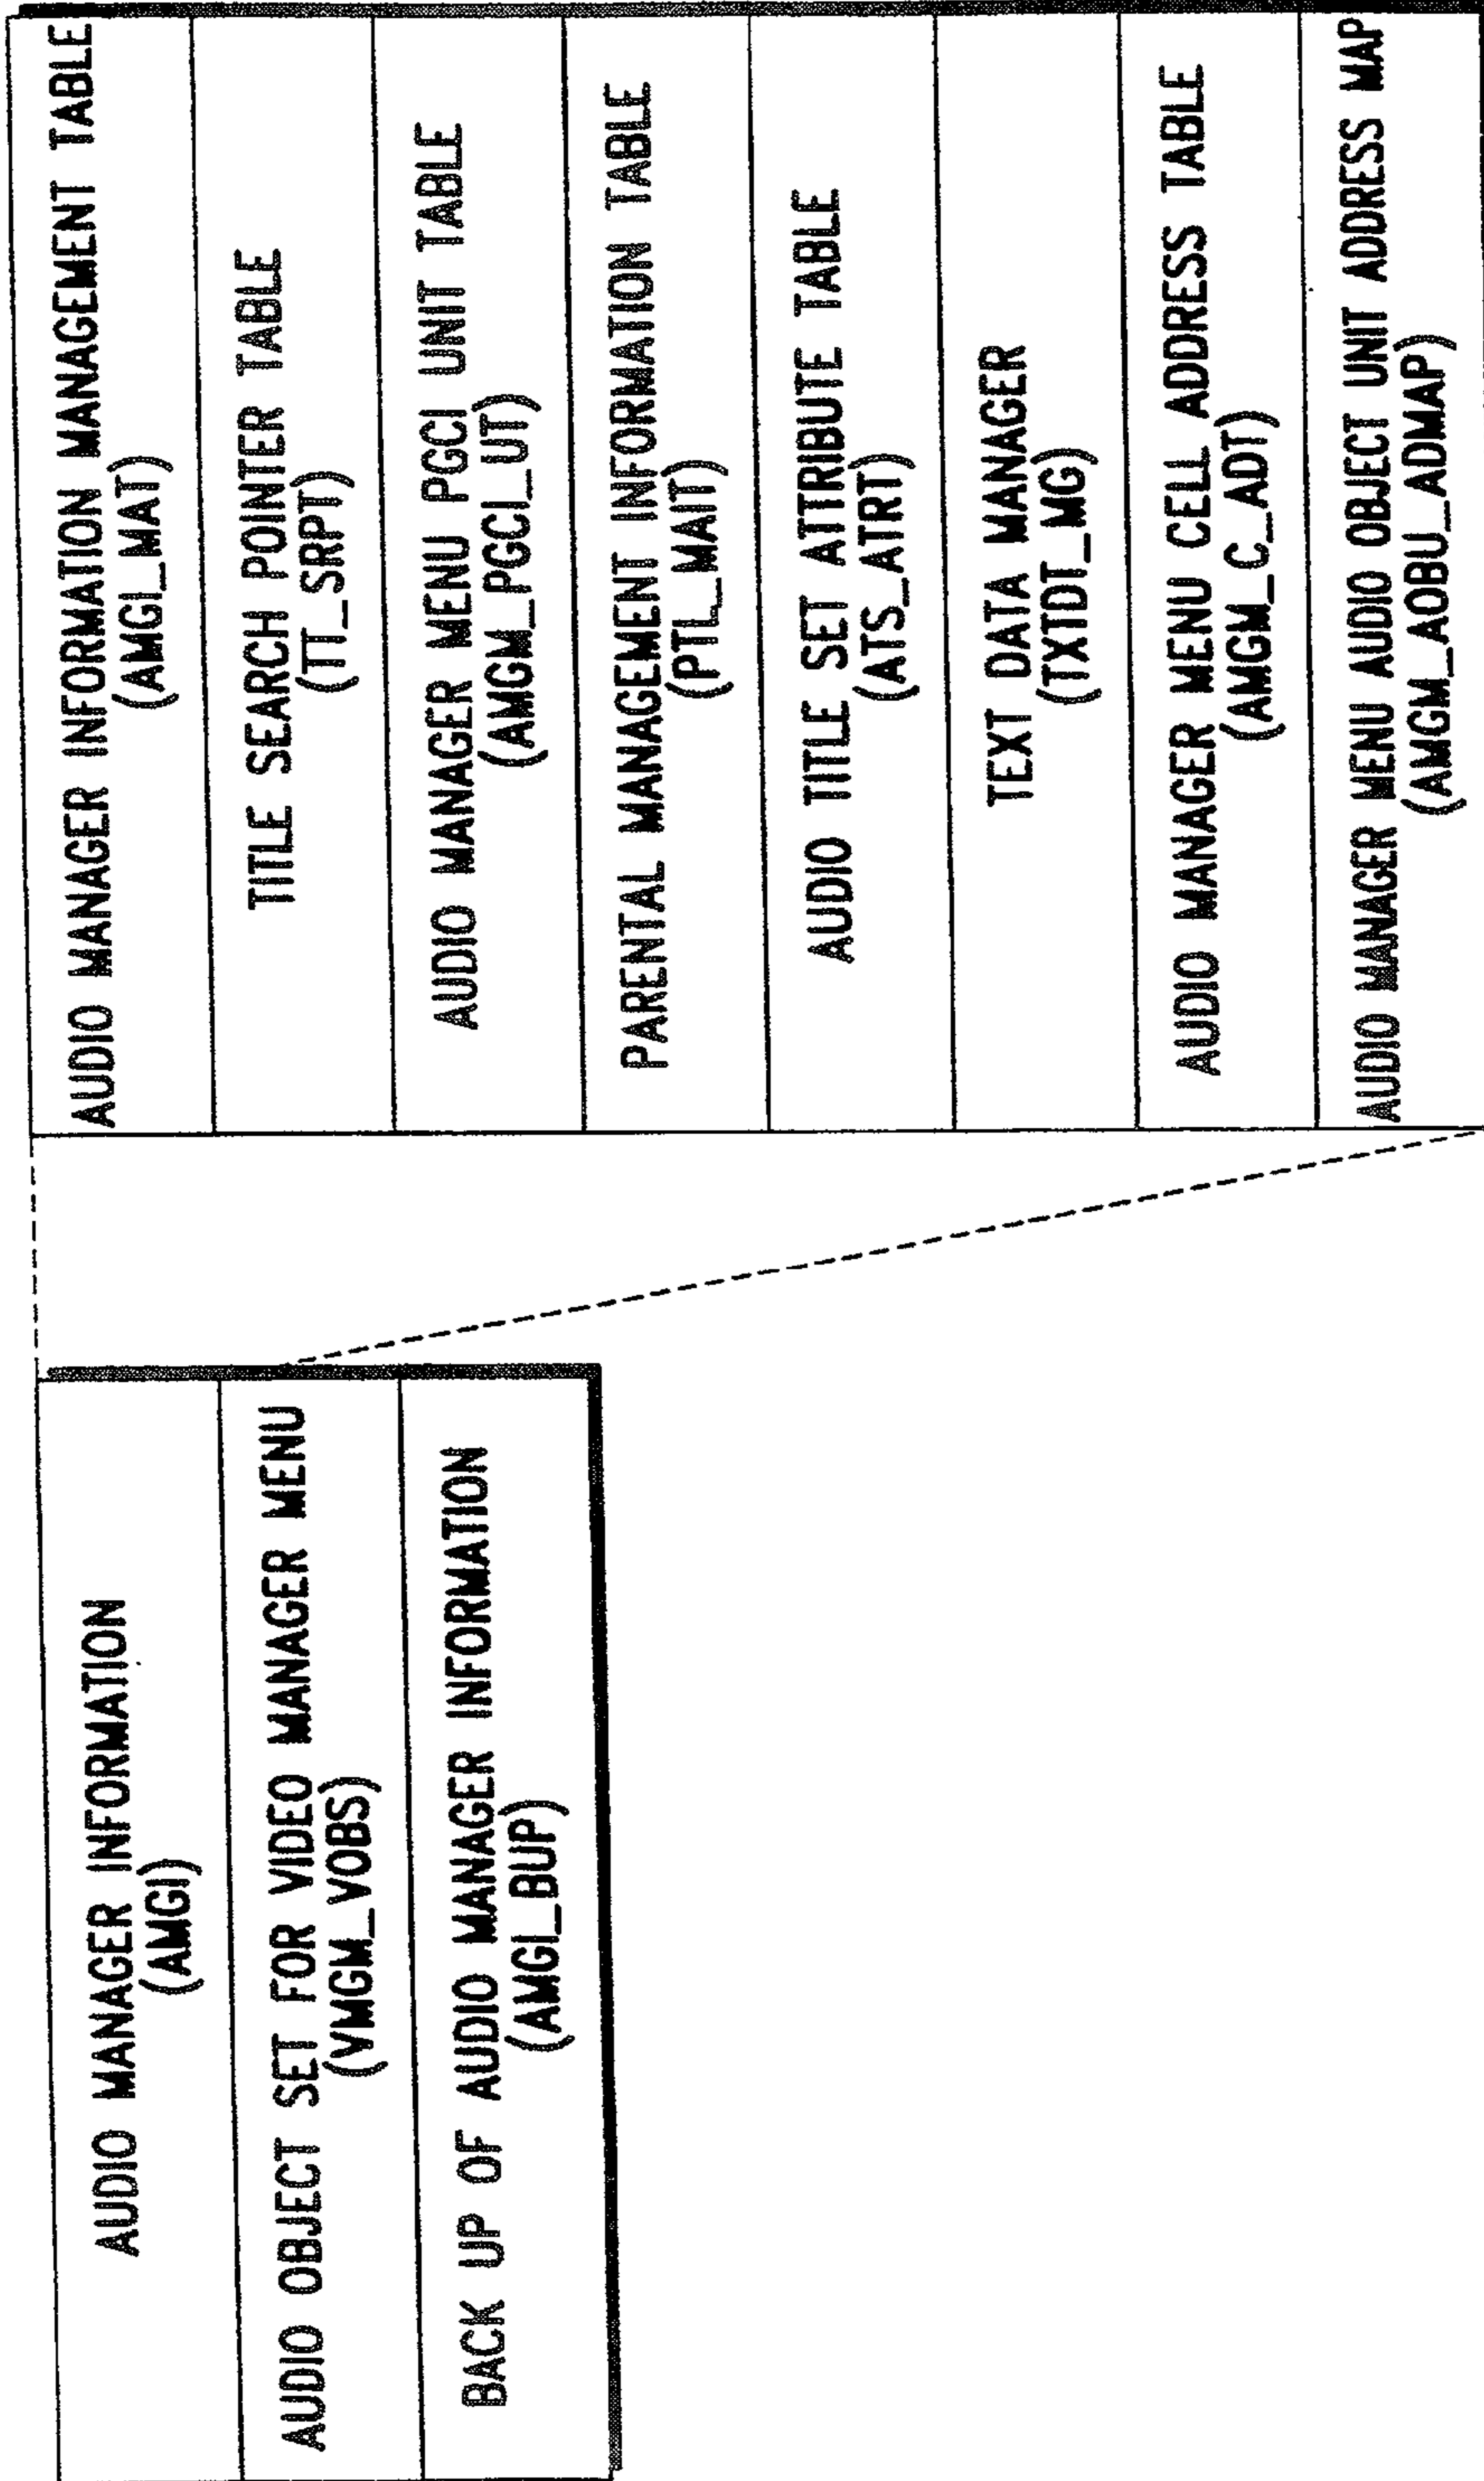 AUDIO MANAGER INFORMATION
(AMGI)
AUDIO OBJECT SET FOR VIDEO MANAGER MENU
(VMGM_VOBS)
BACK UP OF AUDIO MANAGER INFORMATION
(AMGI_BUP)
AUDIO MANAGER INFORMATION MANAGEMENT TABLE
(AMGI_MAT)
TITLE SEARCH POINTER TABLE
(TT_SRPT)
AUDIO MANAGER MENU PGCI UNIT TABLE
(AMGM_PGCI_UT)
PARENTAL MANAGEMENT INFORMATION TABLE
(PTL_MAIT)
AUDIO TITLE SET ATTRIBUTE TABLE
(ATS_ATRT)
TEXT DATA MANAGER
(TXTDT_MG)
AUDIO MANAGER MENU CELL ADDRESS TABLE
(AMGM_C_ADT)
AUDIO MANAGER MENU AUDIO OBJECT UNIT ADDRESS MAP
(AMGM_AOBU_ADMAP)